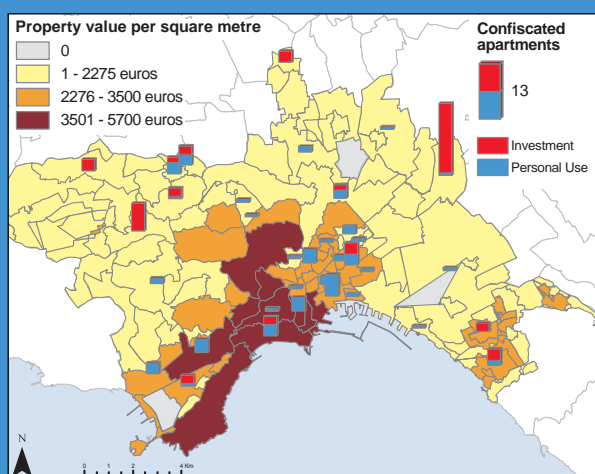 Property value per square metre
0
1 - 2275 euros
2276 - 3500 euros
3501 - 5700 euros
Confiscated
apartments
13
Investment
Personal Use
N
0 1 2 4 Km